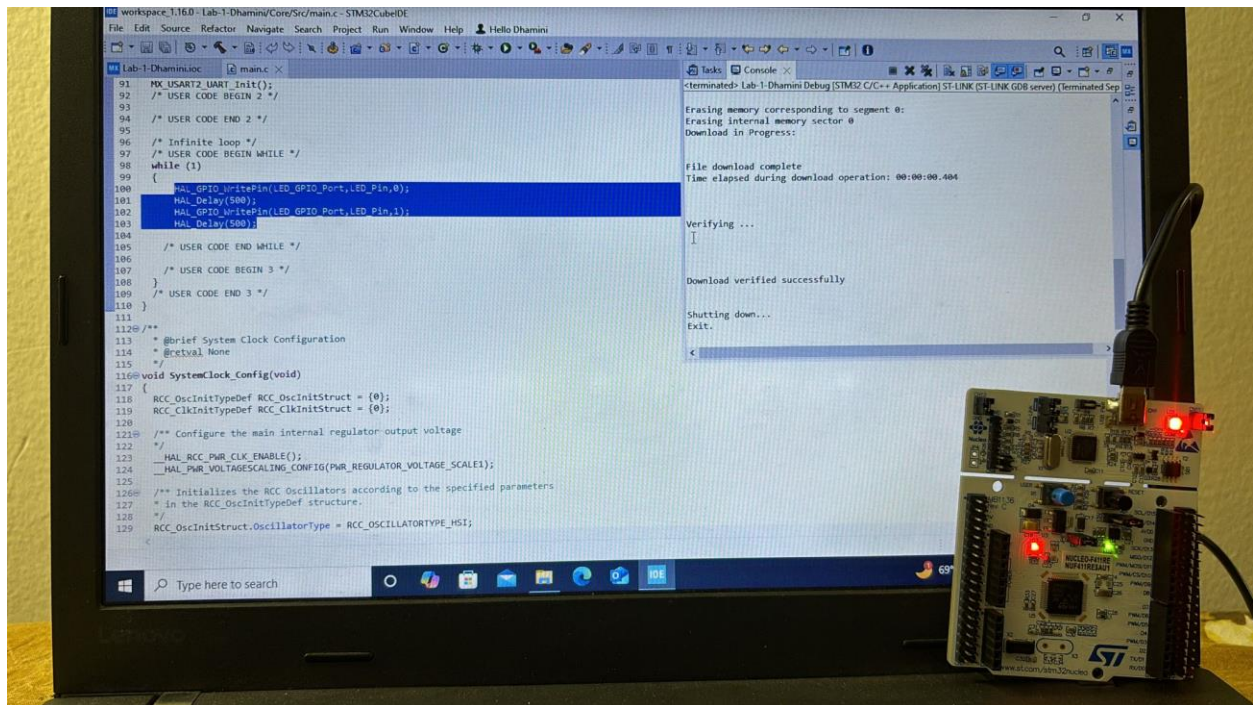 workspace_1.16.0 - Lab-1-Dhamini/Core/Src/main.c - STM32CubeIDE
File Edit Source Refactor Navigate Search Project Run Window Help Hello Dhamini
Lab-1-Dhamini.ioc main.c
91 MX_USART2_UART_Init();
92 /* USER CODE BEGIN 2 */
93
94 /* USER CODE END 2 */
95
96 /* Infinite loop */
97 /* USER CODE BEGIN WHILE */
98 while (1)
99 {
100 HAL_GPIO_WritePin(LED_GPIO_Port,LED_Pin,0);
101 HAL_Delay(500);
102 HAL_GPIO_WritePin(LED_GPIO_Port,LED_Pin,1);
103 HAL_Delay(500);
104
105 /* USER CODE END WHILE */
106
107 /* USER CODE BEGIN 3 */
108 }
109 /* USER CODE END 3 */
110 }
111
112 /**
113 * @brief System Clock Configuration
114 * @retval None
115 */
116 void SystemClock_Config(void)
117 {
118 RCC_OscInitTypeDef RCC_OscInitStruct = {0};
119 RCC_ClkInitTypeDef RCC_ClkInitStruct = {0};
120
121 /** Configure the main internal regulator output voltage
122 */
123 __HAL_RCC_PWR_CLK_ENABLE();
124 __HAL_PWR_VOLTAGESCALING_CONFIG(PWR_REGULATOR_VOLTAGE_SCALE1);
125
126 /** Initializes the RCC Oscillators according to the specified parameters
127 * in the RCC_OscInitTypeDef structure.
128 */
129 RCC_OscInitStruct.OscillatorType = RCC_OSCILLATORTYPE_HSI;
Tasks Console
<terminated> Lab-1-Dhamini Debug [STM32 C/C++ Application] ST-LINK (ST-LINK GDB server) (Terminated Sep
Erasing memory corresponding to segment 0:
Erasing internal memory sector 0
Download in Progress:
File download complete
Time elapsed during download operation: 00:00:00.404
Verifying ...
Download verified successfully
Shutting down...
Exit.
Type here to search
IDE
69°
Lenovo
RESET
NUCLEO-F411RE
NUF411RE$AU1
ST
www.st.com/stm32nucleo